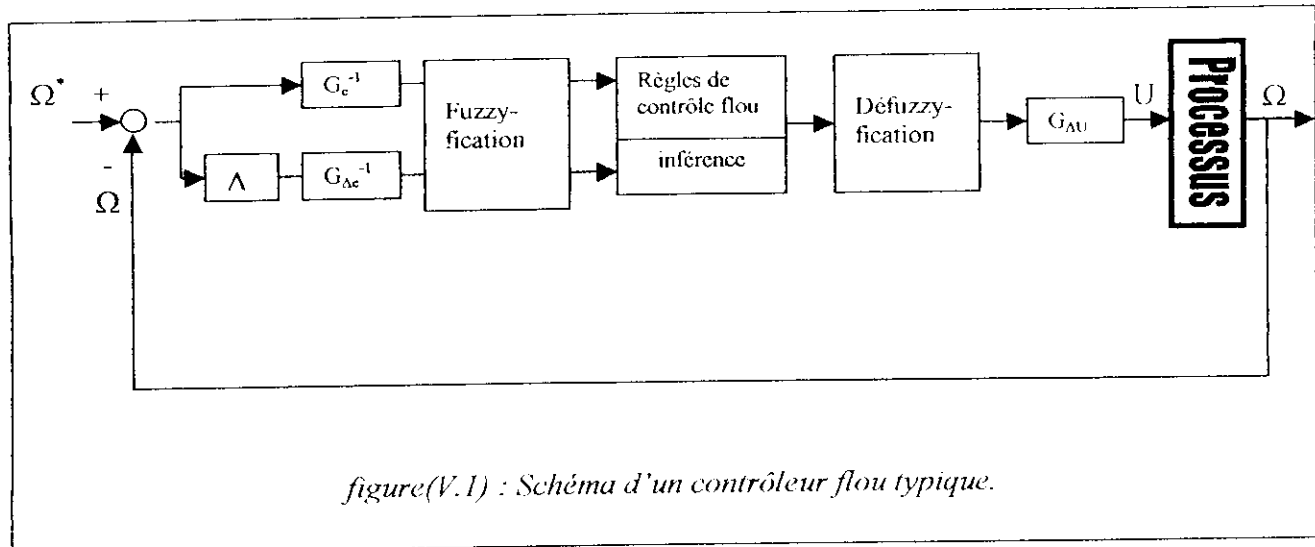 Ω* +
-
Ω
G_e^-1
Λ
G_Δe^-1
Fuzzy-
fication
Règles de
contrôle flou
inférence
Défuzzy-
fication
G_ΔU
U
Processus
Ω
figure(V.1) : Schéma d'un contrôleur flou typique.